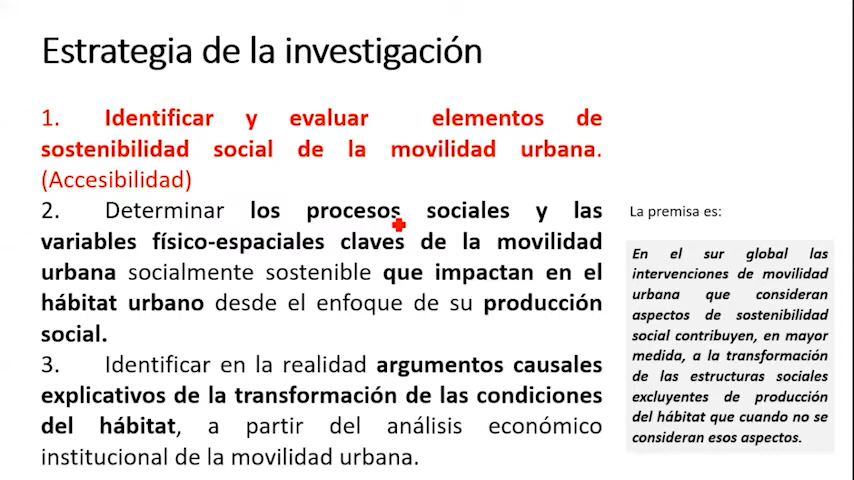 Estrategia de la investigación
1. Identificar y evaluar elementos de
sostenibilidad social de la movilidad urbana.
(Accesibilidad)
2. Determinar los procesos sociales y las
variables físico-espaciales claves de la movilidad
urbana socialmente sostenible que impactan en el
hábitat urbano desde el enfoque de su producción
social.
3. Identificar en la realidad argumentos causales
explicativos de la transformación de las condiciones
del hábitat, a partir del análisis económico
institucional de la movilidad urbana.
La premisa es:
En el sur global las
intervenciones de movilidad
urbana que consideran
aspectos de sostenibilidad
social contribuyen, en mayor
medida, a la transformación
de las estructuras sociales
excluyentes de producción
del hábitat que cuando no se
consideran esos aspectos.